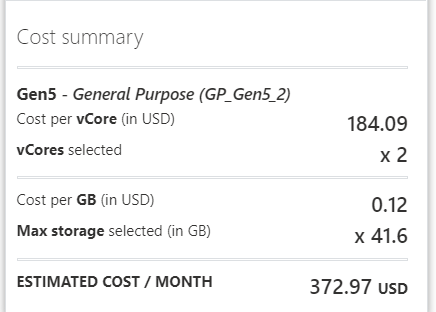 Cost summary
Gen5 - General Purpose (GP_Gen5_2)
Cost per vCore (in USD) 184.09
vCores selected x 2
Cost per GB (in USD) 0.12
Max storage selected (in GB) x 41.6
ESTIMATED COST / MONTH 372.97 USD